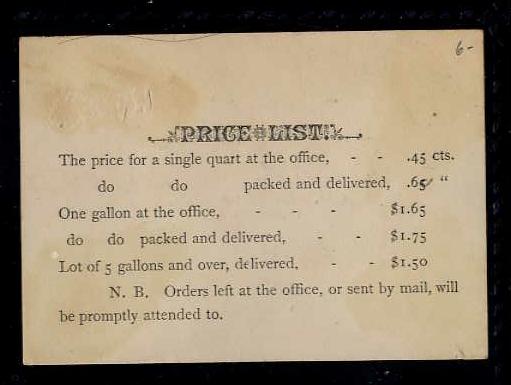 6-
PRICE LIST.
The price for a single quart at the office, - - .45 cts.
do do packed and delivered, .65 "
One gallon at the office, - - - $1.65
do do packed and delivered, - - $1.75
Lot of 5 gallons and over, delivered, - - $1.50
N. B. Orders left at the office, or sent by mail, will
be promptly attended to.